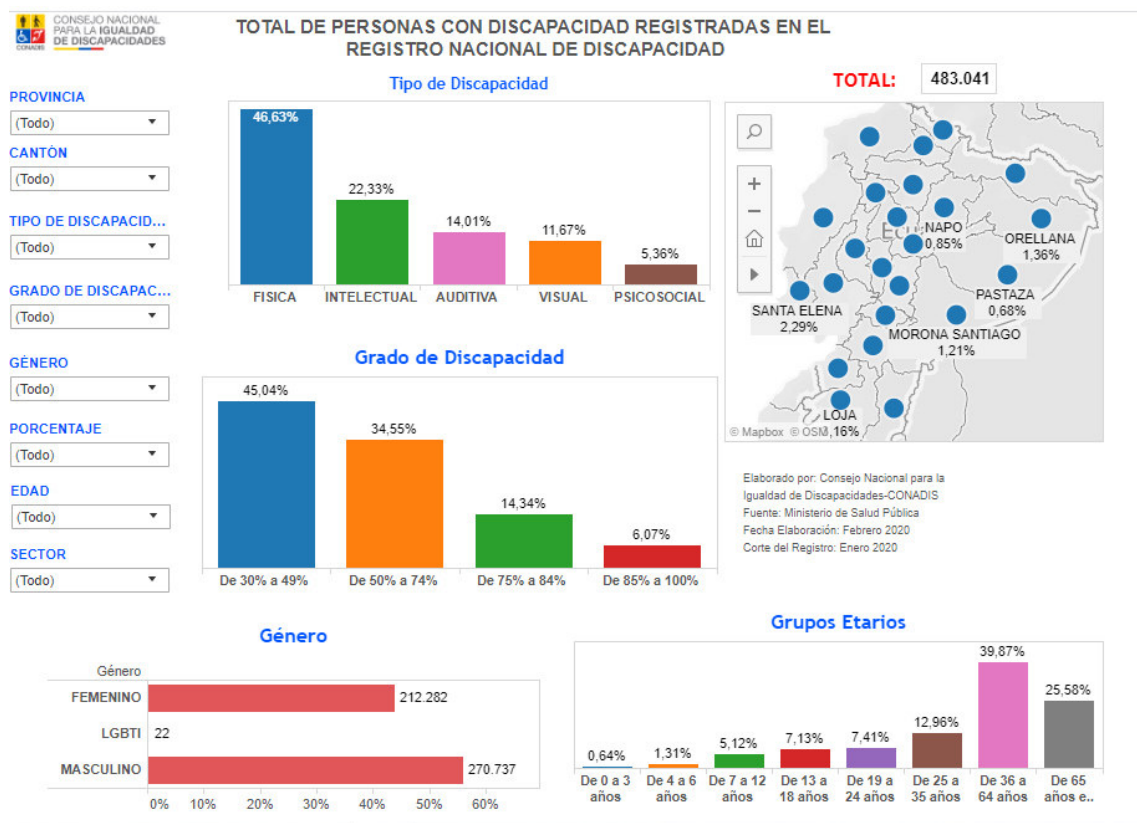 CONSEJO NACIONAL
PARA LA IGUALDAD
DE DISCAPACIDADES
CONADIS
TOTAL DE PERSONAS CON DISCAPACIDAD REGISTRADAS EN EL
REGISTRO NACIONAL DE DISCAPACIDAD
TOTAL: 483.041
PROVINCIA
(Todo)
CANTÓN
(Todo)
TIPO DE DISCAPACID...
(Todo)
GRADO DE DISCAPAC...
(Todo)
GÉNERO
(Todo)
PORCENTAJE
(Todo)
EDAD
(Todo)
SECTOR
(Todo)
Tipo de Discapacidad
46,63%
22,33%
14,01%
11,67%
5,36%
FISICA INTELECTUAL AUDITIVA VISUAL PSICOSOCIAL
NAPO
0,85%
ORELLANA
1,36%
PASTAZA
0,68%
SANTA ELENA
2,29%
MORONA SANTIAGO
1,21%
LOJA
,16%
© Mapbox © OSM
Grado de Discapacidad
45,04%
34,55%
14,34%
6,07%
De 30% a 49% De 50% a 74% De 75% a 84% De 85% a 100%
Elaborado por: Consejo Nacional para la
Igualdad de Discapacidades-CONADIS
Fuente: Ministerio de Salud Pública
Fecha Elaboración: Febrero 2020
Corte del Registro: Enero 2020
Género
Género
FEMENINO 212.282
LGBTI 22
MASCULINO 270.737
0% 10% 20% 30% 40% 50% 60%
Grupos Etarios
0,64%
1,31%
5,12%
7,13%
7,41%
12,96%
39,87%
25,58%
De 0 a 3 De 4 a 6 De 7 a 12 De 13 a De 19 a De 25 a De 36 a De 65
años años años 18 años 24 años 35 años 64 años años e..